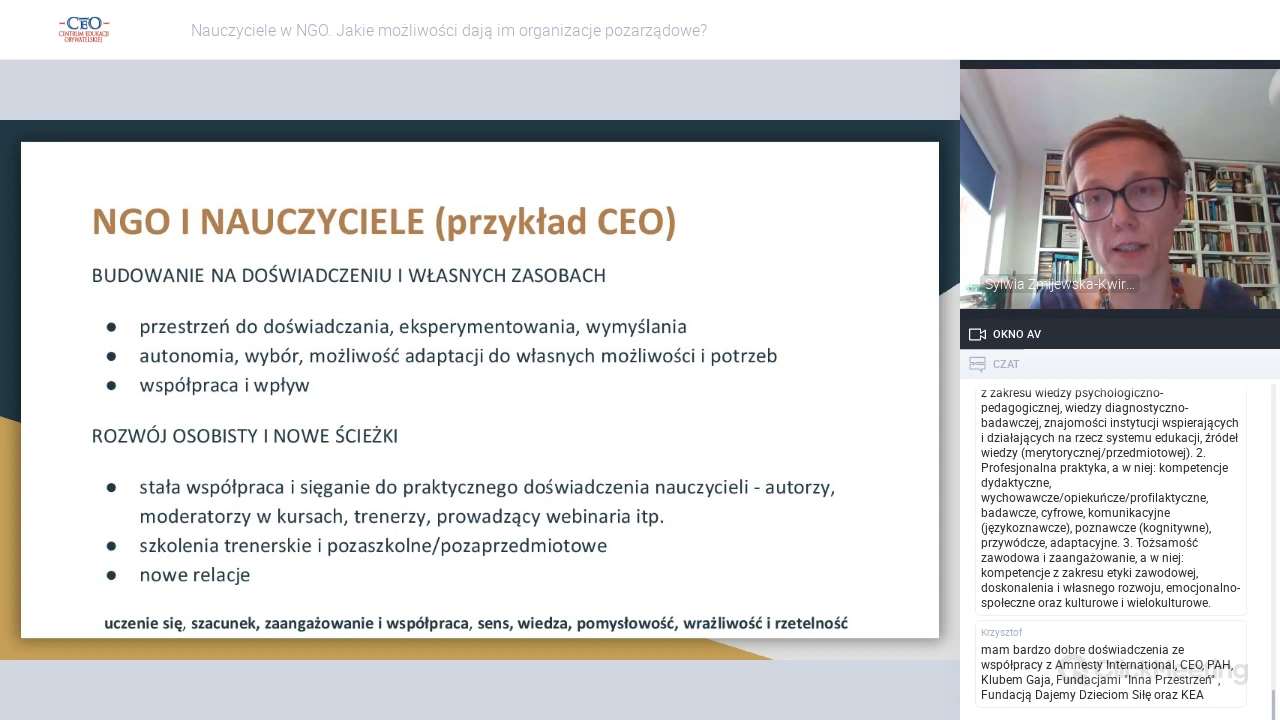 CEO
CENTRUM EDUKACJI
OBYWATELSKIEJ
Nauczyciele w NGO. Jakie możliwości dają im organizacje pozarządowe?
NGO I NAUCZYCIELE (przykład CEO)
BUDOWANIE NA DOŚWIADCZENIU I WŁASNYCH ZASOBACH
● przestrzeń do doświadczania, eksperymentowania, wymyślania
● autonomia, wybór, możliwość adaptacji do własnych możliwości i potrzeb
● współpraca i wpływ
ROZWÓJ OSOBISTY I NOWE ŚCIEŻKI
● stała współpraca i sięganie do praktycznego doświadczenia nauczycieli - autorzy,
moderatorzy w kursach, trenerzy, prowadzący webinaria itp.
● szkolenia trenerskie i pozaszkolne/pozaprzedmiotowe
● nowe relacje
uczenie się, szacunek, zaangażowanie i współpraca, sens, wiedza, pomysłowość, wrażliwość i rzetelność
Sylwia Żmijewska-Kwir...
OKNO AV
CZAT
z zakresu wiedzy psychologiczno-
pedagogicznej, wiedzy diagnostyczno-
badawczej, znajomości instytucji wspierających
i działających na rzecz systemu edukacji, źródeł
wiedzy (merytorycznej/przedmiotowej). 2.
Profesjonalna praktyka, a w niej: kompetencje
dydaktyczne,
wychowawcze/opiekuńcze/profilaktyczne,
badawcze, cyfrowe, komunikacyjne
(językoznawcze), poznawcze (kognitywne),
przywódcze, adaptacyjne. 3. Tożsamość
zawodowa i zaangażowanie, a w niej:
kompetencje z zakresu etyki zawodowej,
doskonalenia i własnego rozwoju, emocjonalno-
społeczne oraz kulturowe i wielokulturowe.
Krzysztof
mam bardzo dobre doświadczenia ze
współpracy z Amnesty International, CEO, PAH,
Klubem Gaja, Fundacjami "Inna Przestrzeń" ,
Fundacją Dajemy Dzieciom Siłę oraz KEA
ClickMeeting